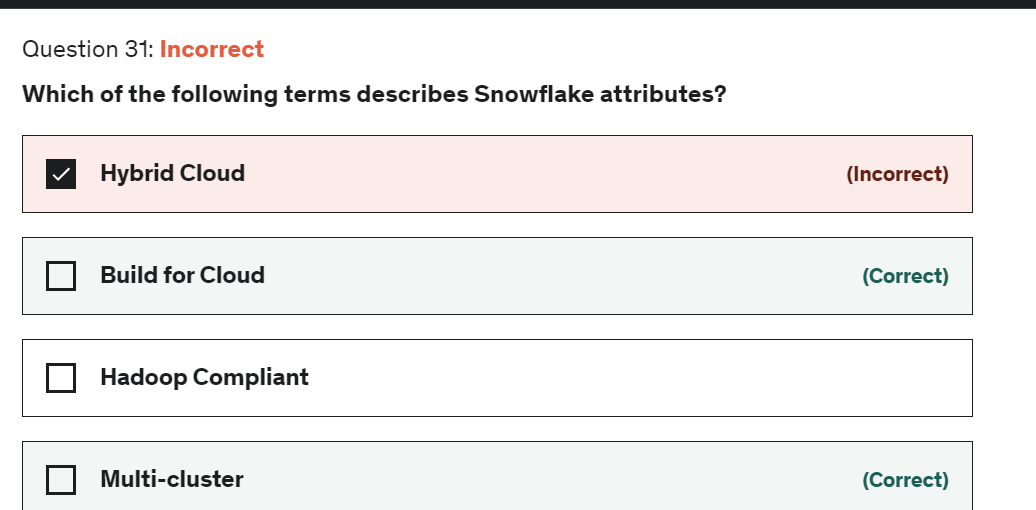 Question 31: Incorrect
Which of the following terms describes Snowflake attributes?
Hybrid Cloud (Incorrect)
Build for Cloud (Correct)
Hadoop Compliant
Multi-cluster (Correct)